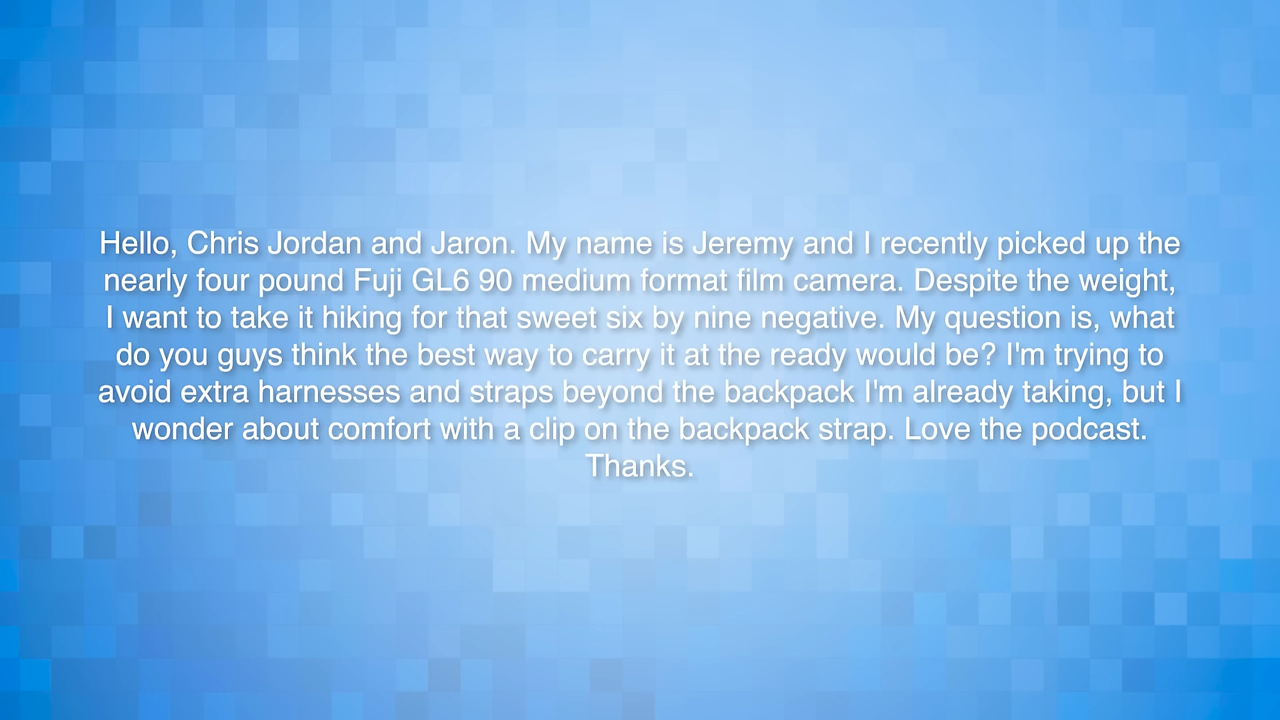 Hello, Chris Jordan and Jaron. My name is Jeremy and I recently picked up the
nearly four pound Fuji GL6 90 medium format film camera. Despite the weight,
I want to take it hiking for that sweet six by nine negative. My question is, what
do you guys think the best way to carry it at the ready would be? I'm trying to
avoid extra harnesses and straps beyond the backpack I'm already taking, but I
wonder about comfort with a clip on the backpack strap. Love the podcast.
Thanks.